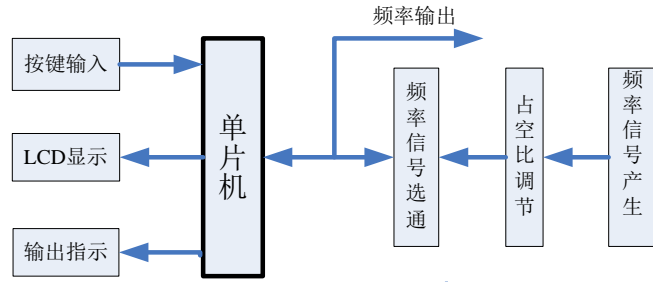 频率输出
按键输入
LCD显示
输出指示
单片机
频率信号选通
占空比调节
频率信号产生